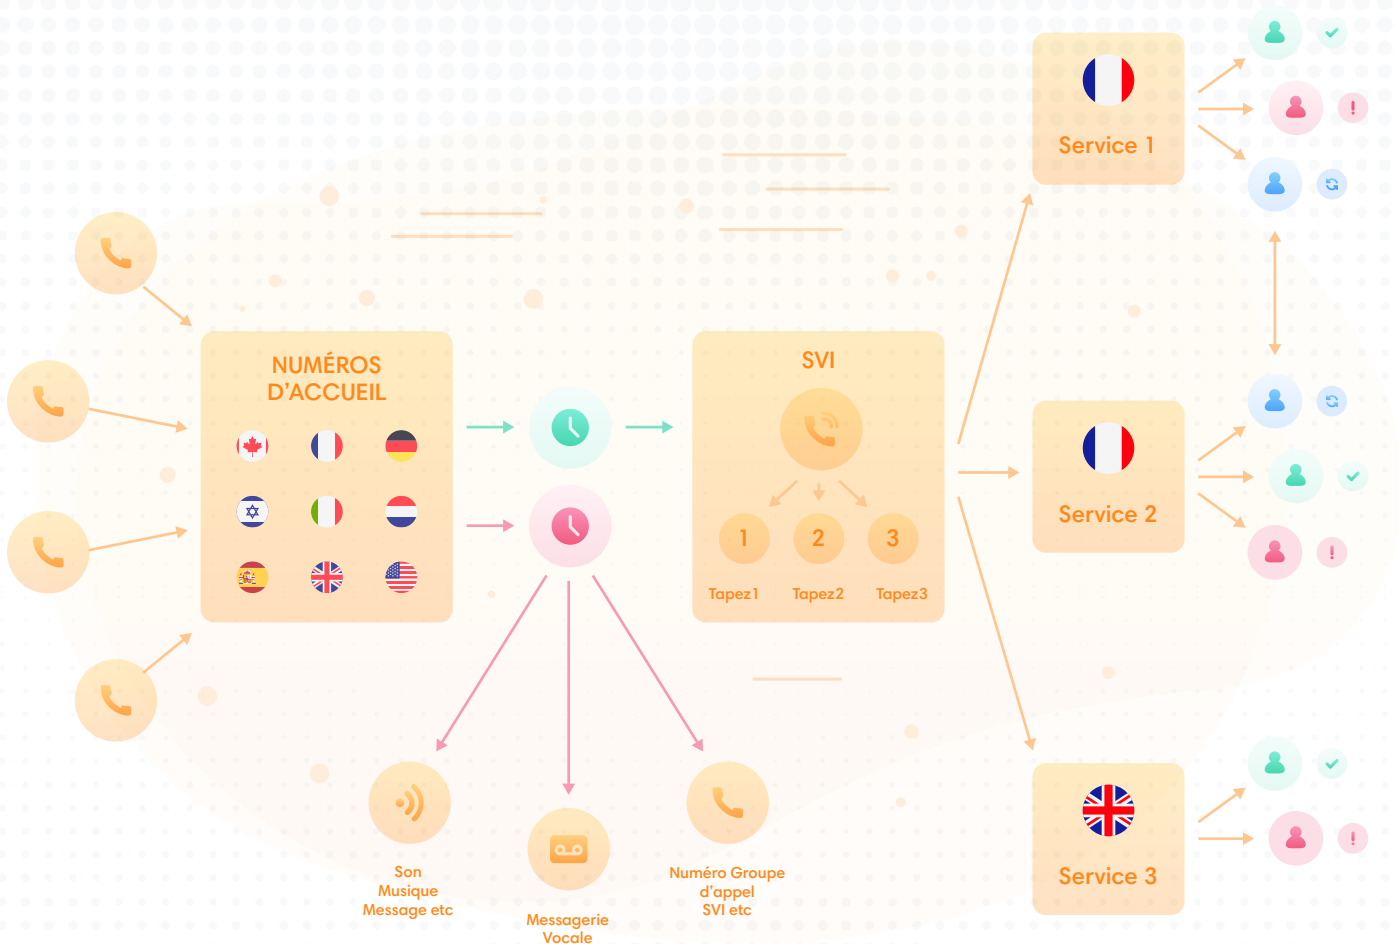 NUMÉROS
D’ACCUEIL
SVI
1
2
3
Tapez1
Tapez2
Tapez3
Service 1
Service 2
Service 3
Son
Musique
Message etc
Messagerie
Vocale
Numéro Groupe
d’appel
SVI etc